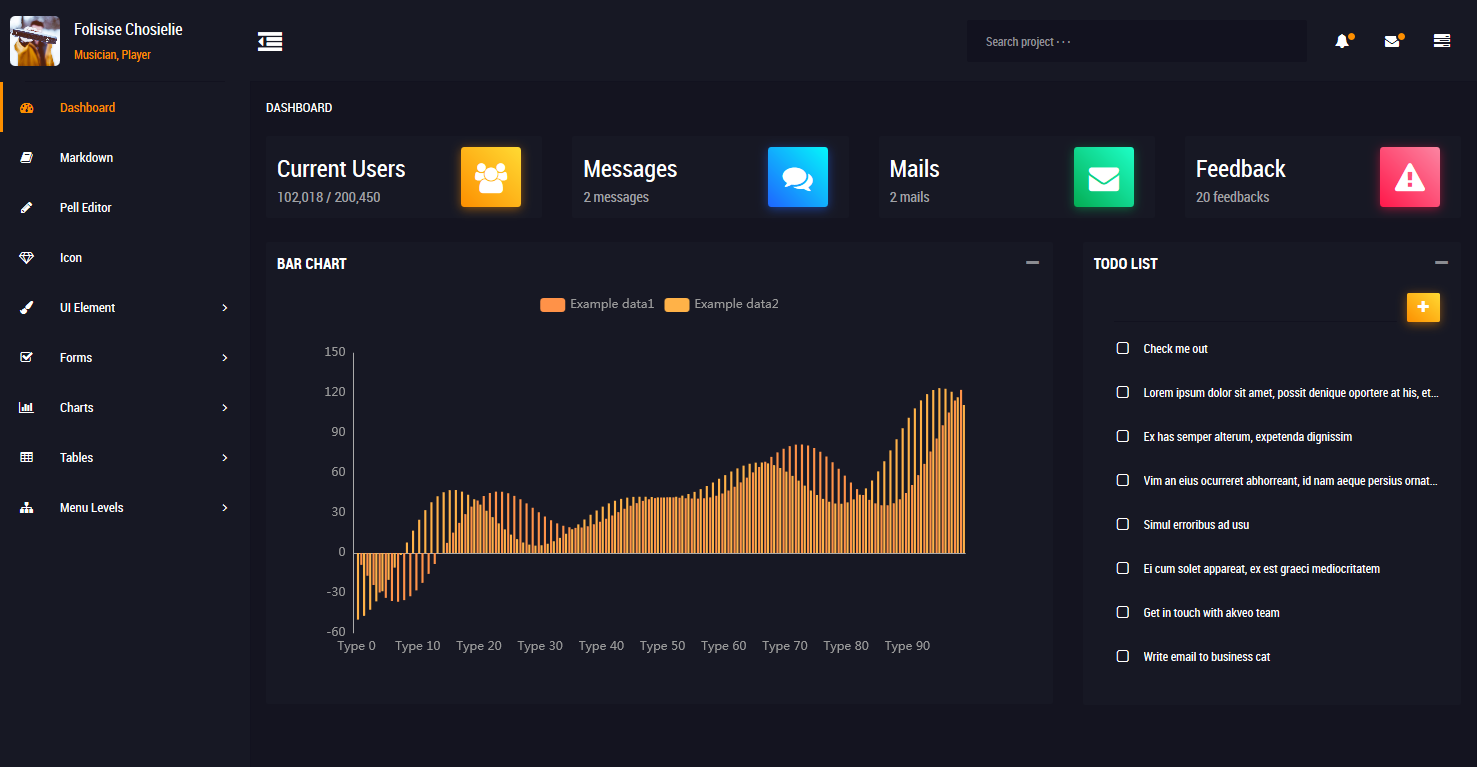 Folisise Chosielie
Musician, Player
Search project · · ·
Dashboard
Markdown
Pell Editor
Icon
UI Element
Forms
Charts
Tables
Menu Levels
DASHBOARD
Current Users
102,018 / 200,450
Messages
2 messages
Mails
2 mails
Feedback
20 feedbacks
BAR CHART
Example data1 Example data2
150
120
90
60
30
0
-30
-60
Type 0 Type 10 Type 20 Type 30 Type 40 Type 50 Type 60 Type 70 Type 80 Type 90
TODO LIST
Check me out
Lorem ipsum dolor sit amet, possit denique oportere at his, et...
Ex has semper alterum, expetenda dignissim
Vim an eius ocurreret abhorreant, id nam aeque persius ornat...
Simul erroribus ad usu
Ei cum solet appareat, ex est graeci mediocritatem
Get in touch with akveo team
Write email to business cat